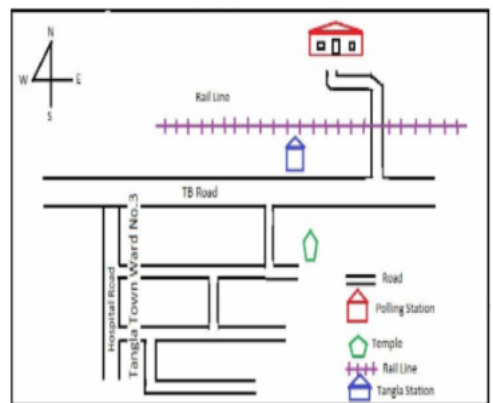 N
W
E
S
Rail Line
TB Road
Hospital Road
Tangla Town Ward No.3
Road
Polling Station
Temple
Rail Line
Tangla Station